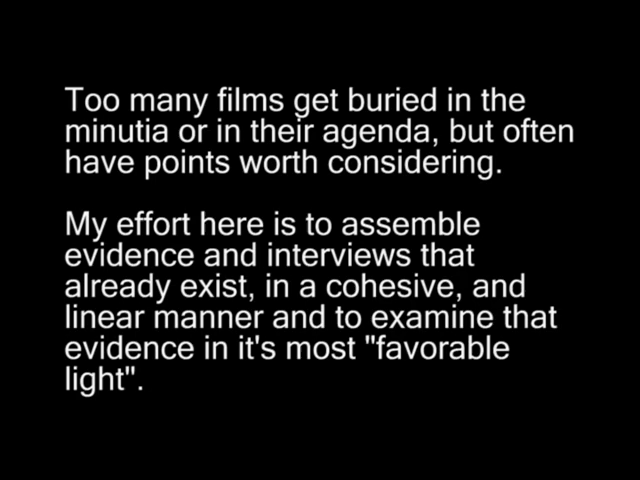 Too many films get buried in the
minutia or in their agenda, but often
have points worth considering.
My effort here is to assemble
evidence and interviews that
already exist, in a cohesive, and
linear manner and to examine that
evidence in it's most "favorable
light".